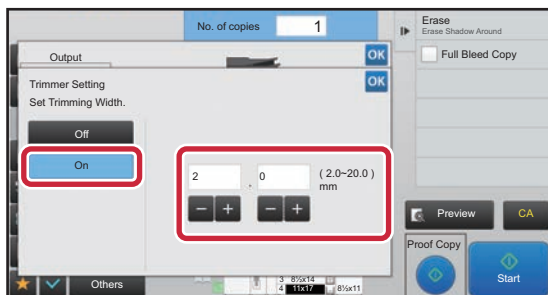 No. of copies 1
Erase
Erase Shadow Around
Full Bleed Copy
Output
OK
Trimmer Setting
OK
Set Trimming Width.
Off
On
2 . 0 ( 2.0~20.0 )
mm
− + − +
Preview
CA
Proof Copy
Start
Others
3 8½x14
4 11x17
8½x11